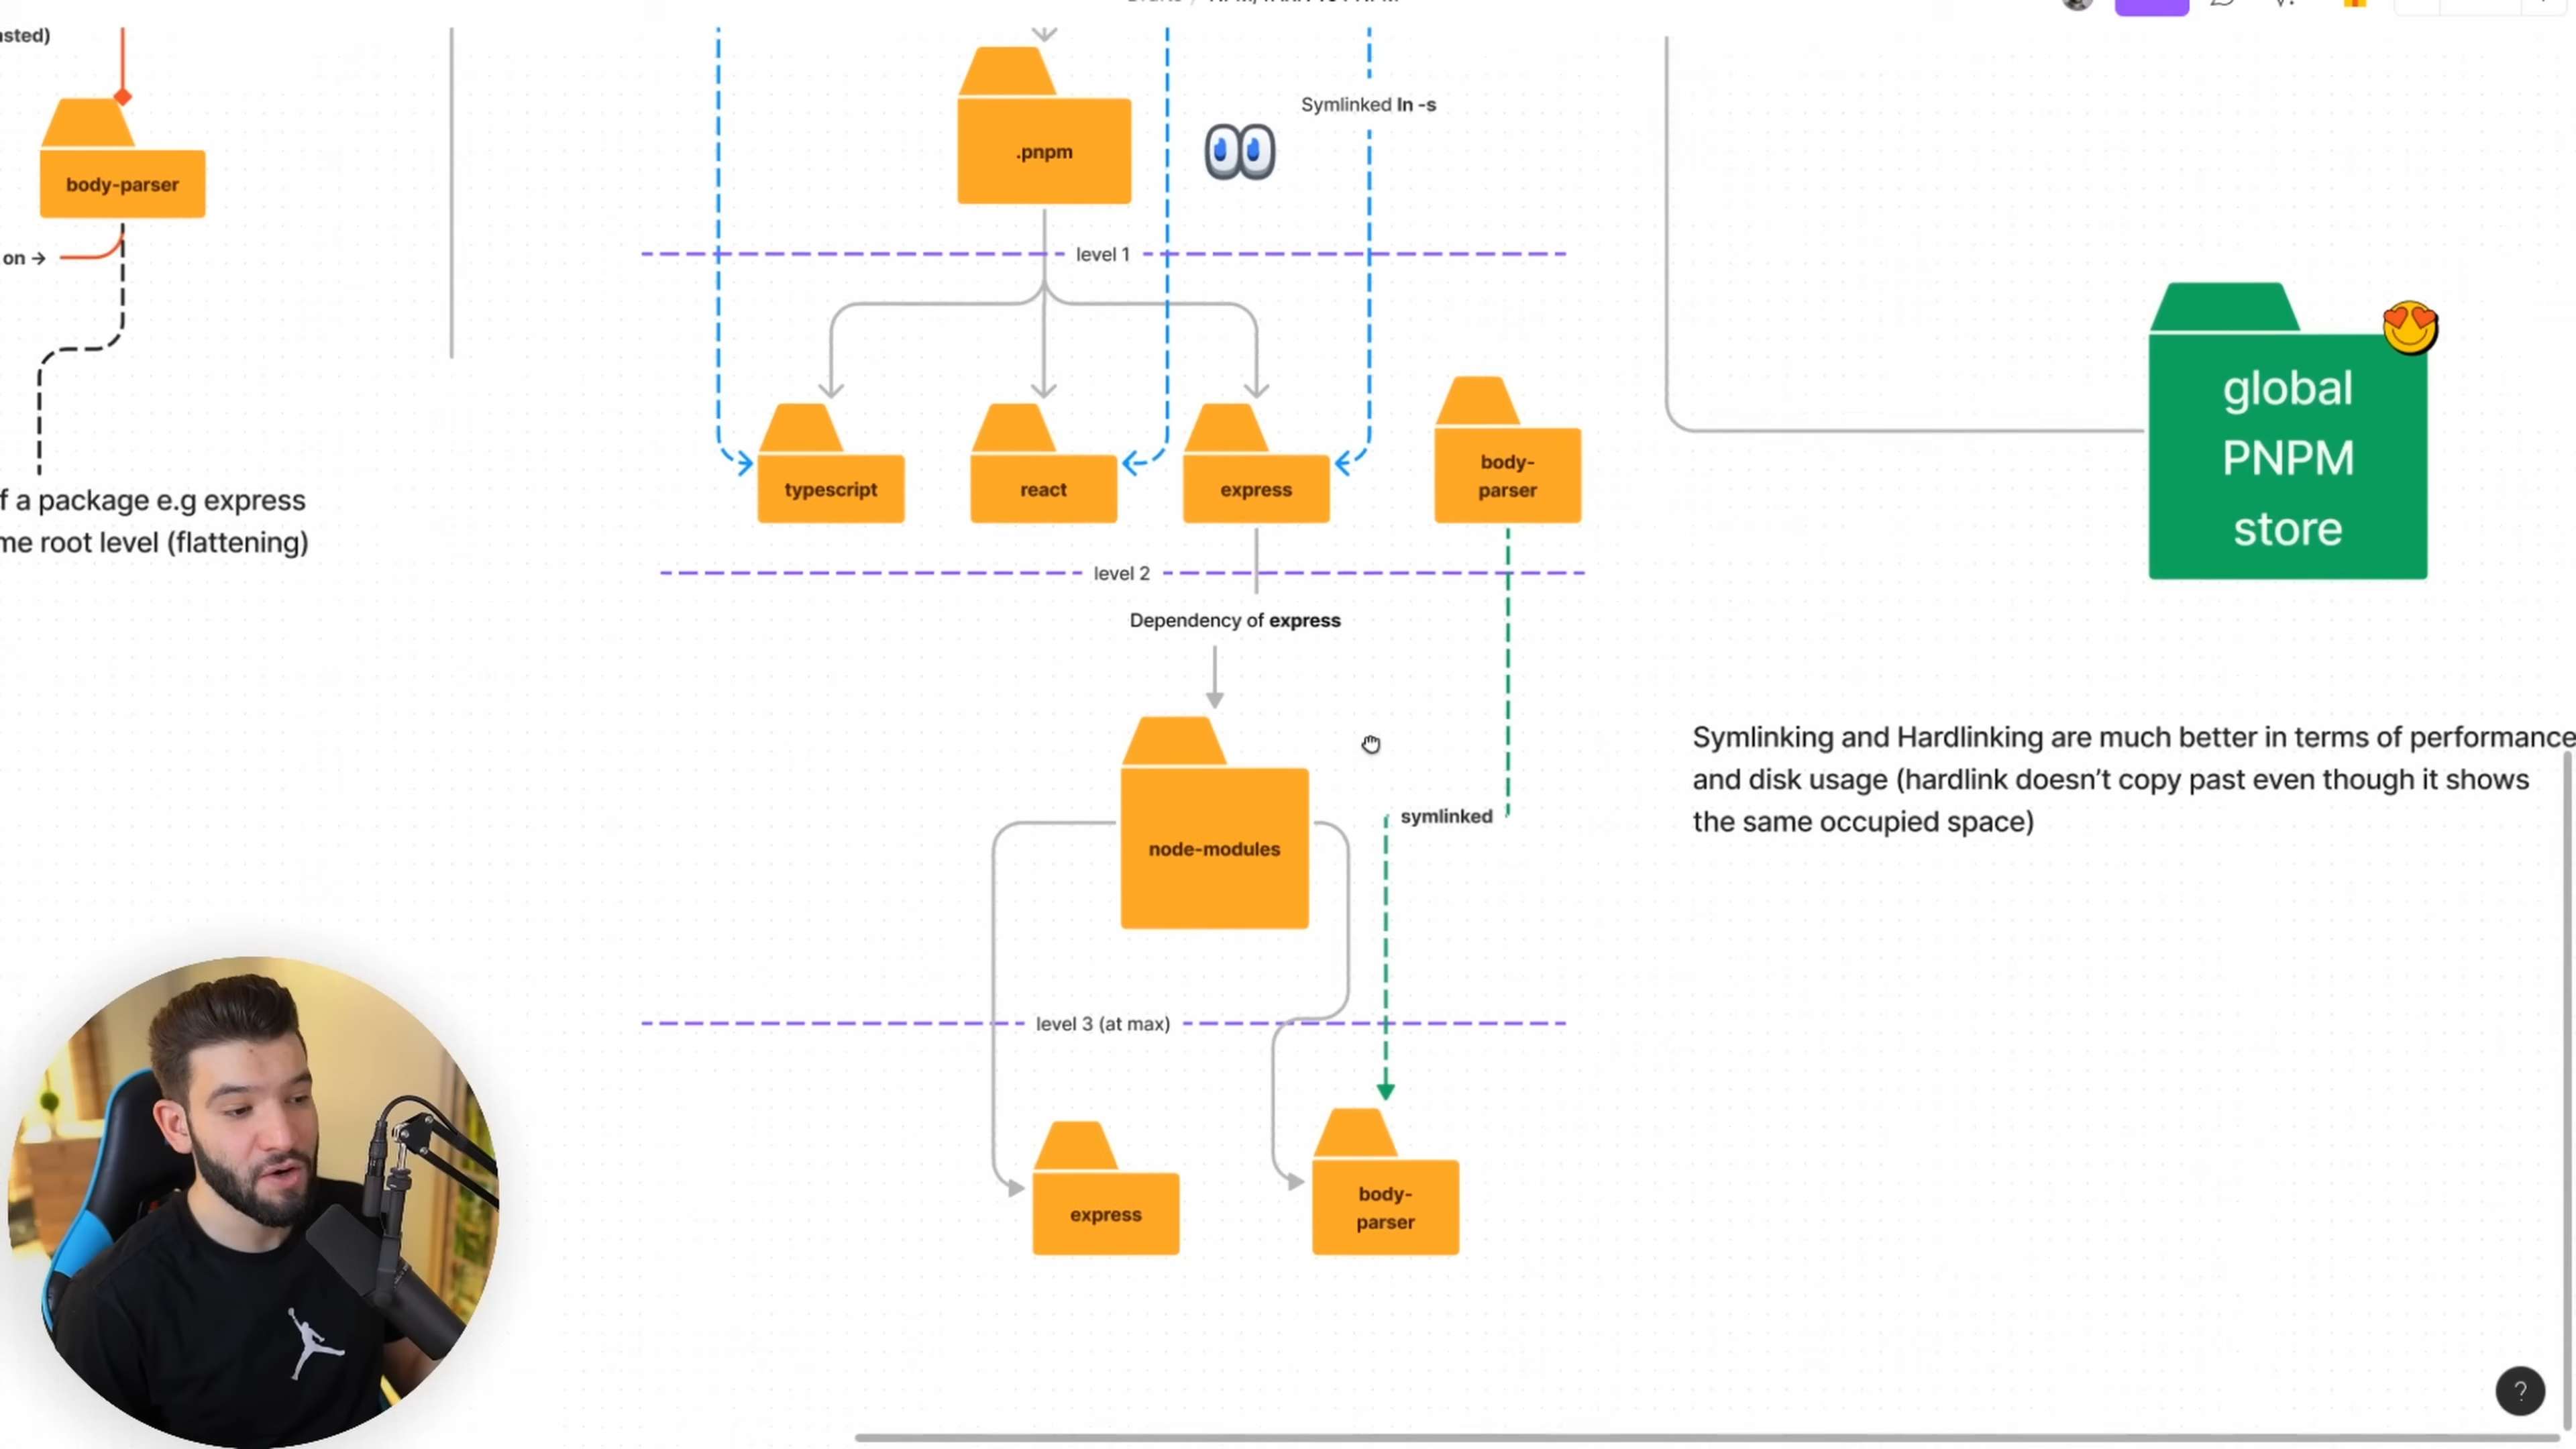 sted)
body-parser
on →
f a package e.g express
me root level (flattening)
.pnpm
Symlinked ln -s
level 1
typescript
react
express
body-
parser
level 2
Dependency of express
node-modules
symlinked
level 3 (at max)
express
body-
parser
global
PNPM
store
Symlinking and Hardlinking are much better in terms of performance
and disk usage (hardlink doesn't copy past even though it shows
the same occupied space)
?